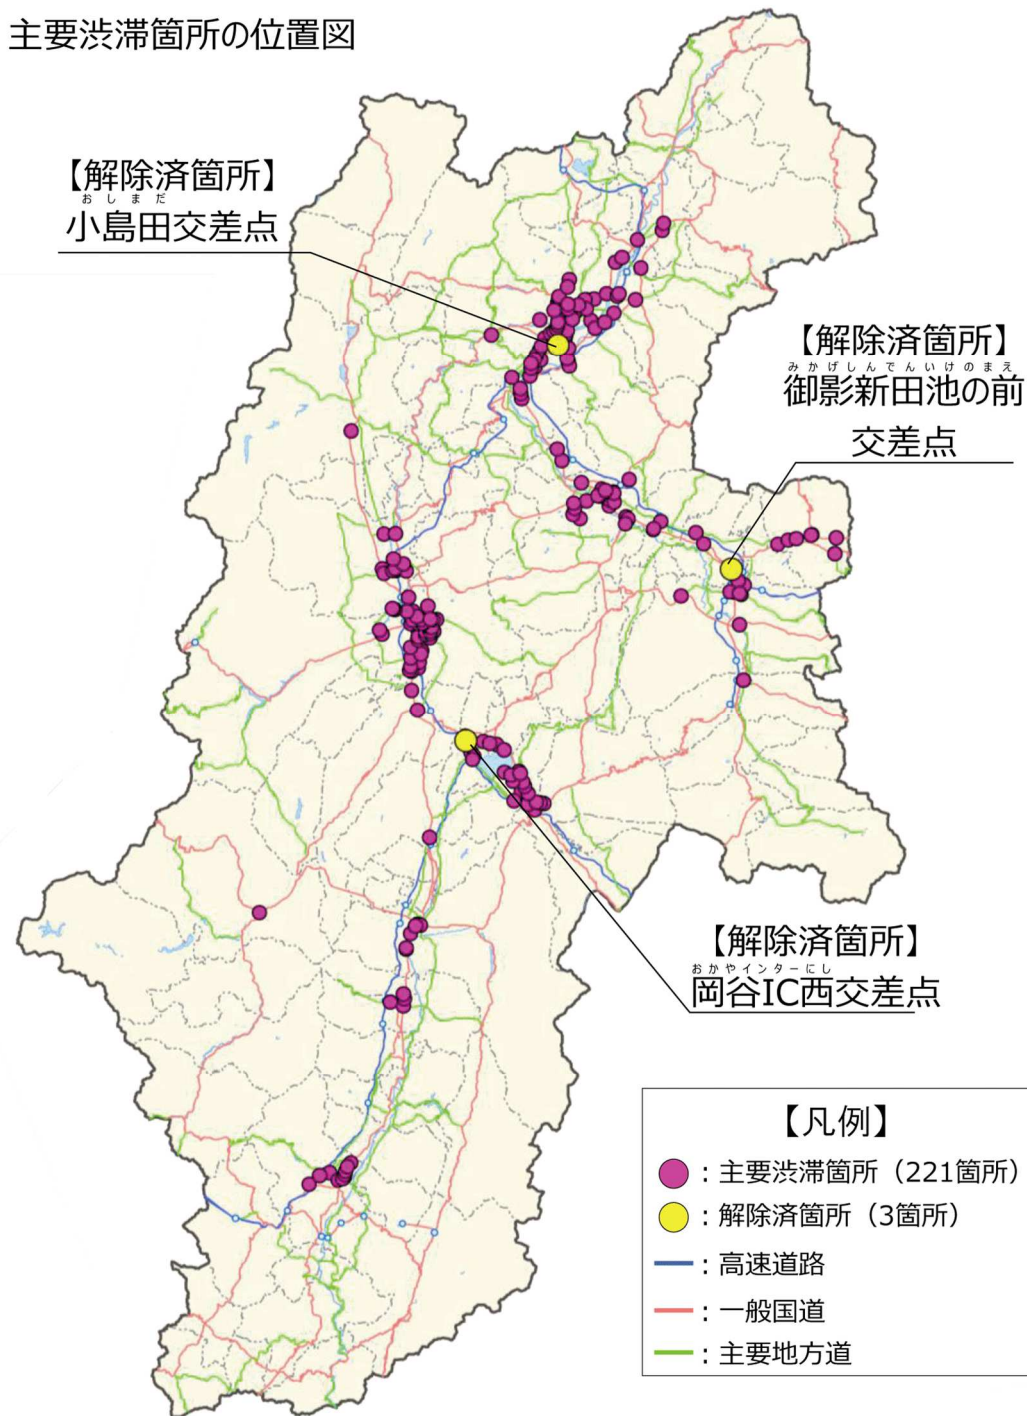 主要渋滞箇所の位置図
【解除済箇所】
おしまだ
小島田交差点
【解除済箇所】
みかげしんでんいけのまえ
御影新田池の前
交差点
【解除済箇所】
おかやインターにし
岡谷IC西交差点
【凡例】
：主要渋滞箇所（221箇所）
：解除済箇所（3箇所）
：高速道路
：一般国道
：主要地方道